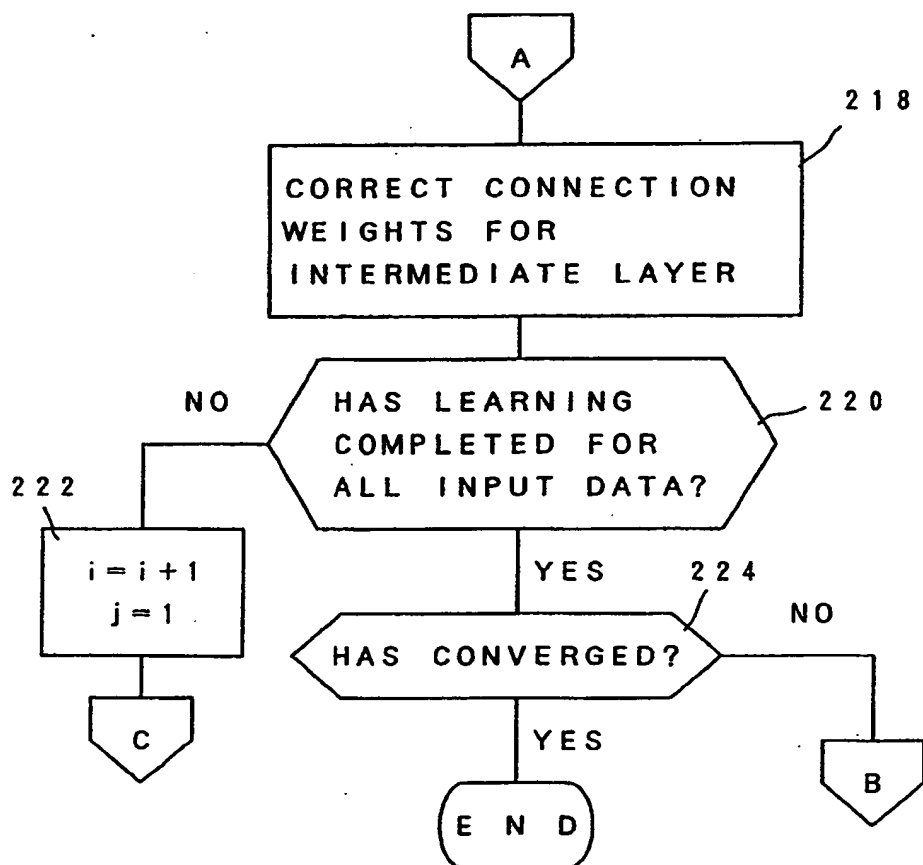 A
218
CORRECT CONNECTION
WEIGHTS FOR
INTERMEDIATE LAYER
NO
HAS LEARNING
COMPLETED FOR
ALL INPUT DATA?
220
222
i = i + 1
j = 1
YES
224
HAS CONVERGED?
NO
C
YES
B
END